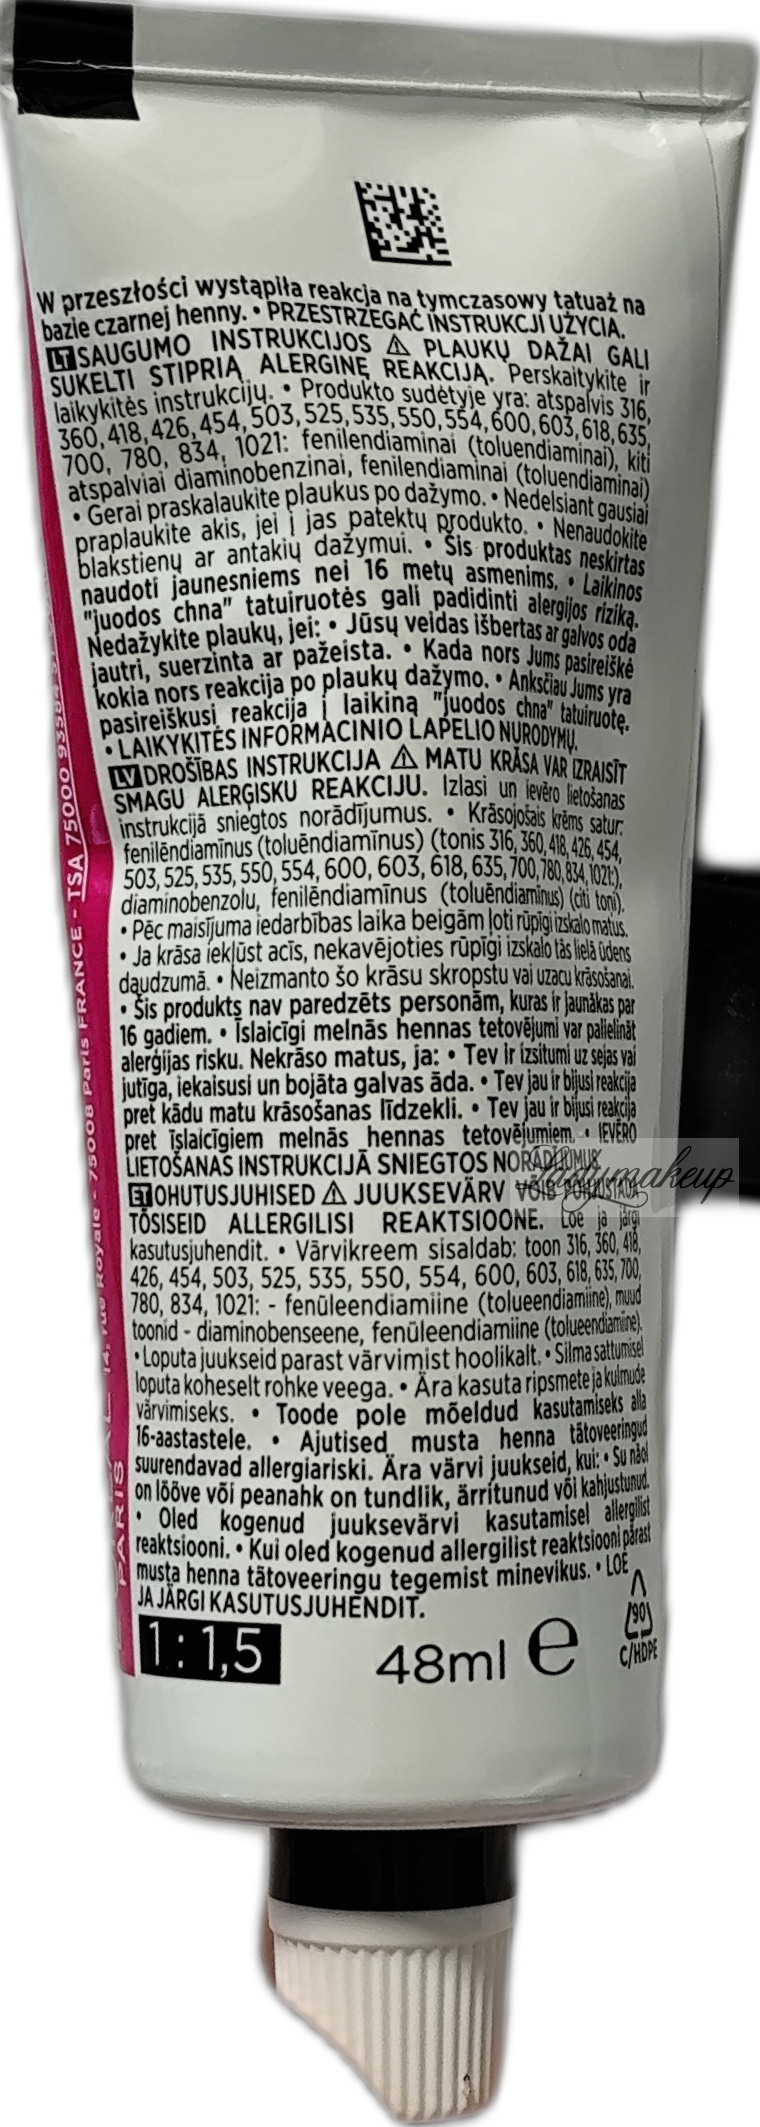 W przeszłości wystąpiła reakcja na tymczasowy tatuaż na
bazie czarnej henny. • PRZESTRZEGAĆ INSTRUKCJI UŻYCIA.
LT SAUGUMO INSTRUKCIJOS ⚠ PLAUKŲ DAŽAI GALI
SUKELTI STIPRIĄ ALERGINĘ REAKCIJĄ. Perskaitykite ir
laikykitės instrukcijų. • Produkto sudėtyje yra: atspalvis 316,
360, 418, 426, 454, 503, 525, 535, 550, 554, 600, 603, 618, 635,
700, 780, 834, 1021: fenilendiaminai (toluendiaminai), kiti
atspalviai diaminobenzinai, fenilendiaminai (toluendiaminai)
• Gerai praskalaukite plaukus po dažymo. • Nedelsiant gausiai
praplaukite akis, jei į jas patektų produkto. • Nenaudokite
blakstienų ar antakių dažymui. • Šis produktas neskirtas
naudoti jaunesniems nei 16 metų asmenims. • Laikinos
"juodos chna" tatuiruotės gali padidinti alergijos riziką.
Nedažykite plaukų, jei: • Jūsų veidas išbertas ar galvos oda
jautri, suerzinta ar pažeista. • Kada nors Jums pasireiškė
kokia nors reakcija po plaukų dažymo. • Anksčiau Jums yra
pasireiškusi reakcija į laikiną "juodos chna" tatuiruotę.
• LAIKYKITĖS INFORMACINIO LAPELIO NURODYMŲ.
LV DROŠĪBAS INSTRUKCIJA ⚠ MATU KRĀSA VAR IZRAISĪT
SMAGU ALERĢISKU REAKCIJU. Izlasi un ievēro lietošanas
instrukcijā sniegtos norādījumus. • Krāsojošais krēms satur:
fenilēndiamīnus (toluēndiamīnus) (tonis 316, 360, 418, 426, 454,
503, 525, 535, 550, 554, 600, 603, 618, 635, 700, 780, 834, 1021:),
diaminobenzolu, fenilēndiamīnus (toluēndiamīnus) (citi toni).
• Pēc maisījuma iedarbības laika beigām ļoti rūpīgi izskalo matus.
• Ja krāsa iekļūst acīs, nekavējoties rūpīgi izskalo tās lielā ūdens
daudzumā. • Neizmanto šo krāsu skropstu vai uzacu krāsošanai.
• Šis produkts nav paredzēts personām, kuras ir jaunākas par
16 gadiem. • Īslaicīgi melnās hennas tetovējumi var palielināt
alerģijas risku. Nekrāso matus, ja: • Tev ir izsitumi uz sejas vai
jutīga, iekaisusi un bojāta galvas āda. • Tev jau ir bijusi reakcija
pret kādu matu krāsošanas līdzekli. • Tev jau ir bijusi reakcija
pret īslaicīgiem melnās hennas tetovējumiem. • IEVĒRO
LIETOŠANAS INSTRUKCIJĀ SNIEGTOS NORĀDĪJUMUS.
ET OHUTUSJUHISED ⚠ JUUKSEVÄRV VÕIB PÕHJUSTADA
TÕSISEID ALLERGILISI REAKTSIOONE. Loe ja järgi
kasutusjuhendit. • Värvikreem sisaldab: toon 316, 360, 418,
426, 454, 503, 525, 535, 550, 554, 600, 603, 618, 635, 700,
780, 834, 1021: - fenüleendiamiine (tolueendiamiine), muud
toonid - diaminobenseene, fenüleendiamiine (tolueendiamiine).
• Loputa juukseid parast värvimist hoolikalt. • Silma sattumisel
loputa koheselt rohke veega. • Ära kasuta ripsmete ja kulmude
värvimiseks. • Toode pole mõeldud kasutamiseks alla
16-aastastele. • Ajutised musta henna tätoveeringud
suurendavad allergiariski. Ära värvi juukseid, kui: • Su näol
on lööve või peanahk on tundlik, ärritunud või kahjustunud.
• Oled kogenud juuksevärvi kasutamisel allergilist
reaktsiooni. • Kui oled kogenud allergilist reaktsiooni pärast
musta henna tätoveeringu tegemist minevikus. • LOE
JA JÄRGI KASUTUSJUHENDIT.
1 : 1,5
48ml e
90
C/HDPE
14, rue Royale - 75008 Paris FRANCE - TSA 75000 93584
PARIS
Ladymakeup